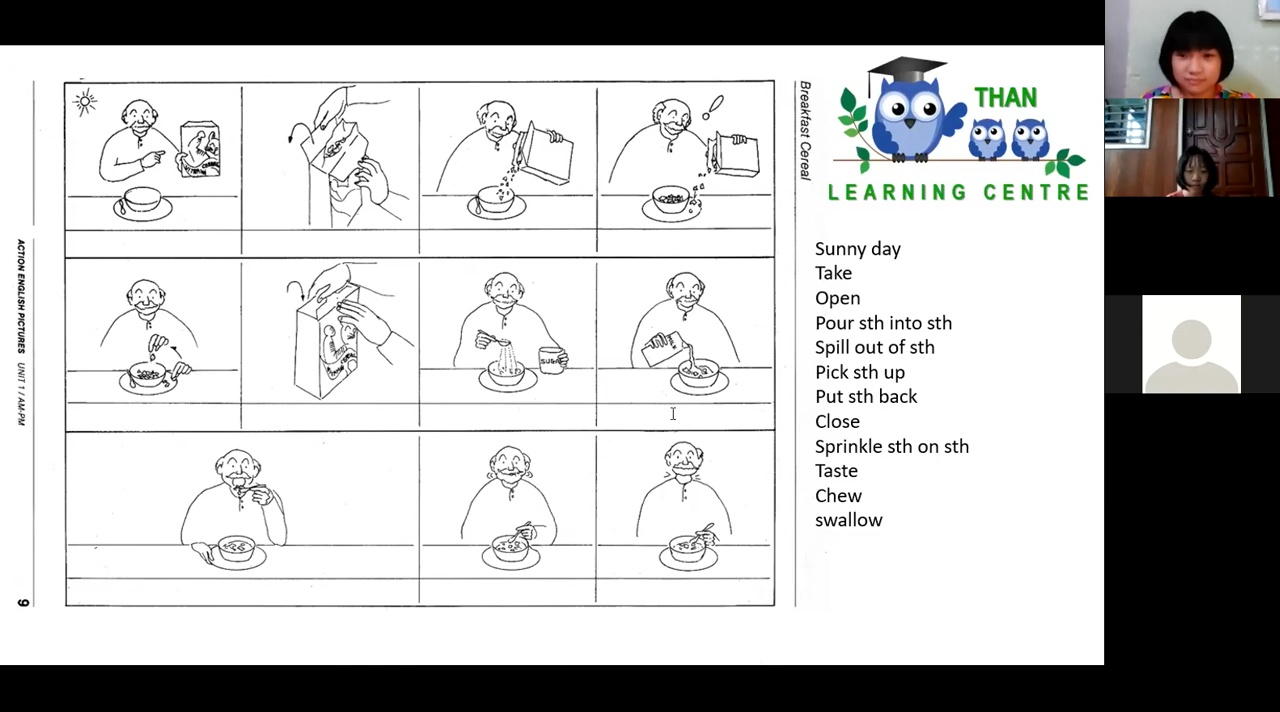 Breakfast Cereal
ACTION ENGLISH PICTURES UNIT 1 / AM-PM
9
SUGAR
THAN
LEARNING CENTRE
Sunny day
Take
Open
Pour sth into sth
Spill out of sth
Pick sth up
Put sth back
Close
Sprinkle sth on sth
Taste
Chew
swallow